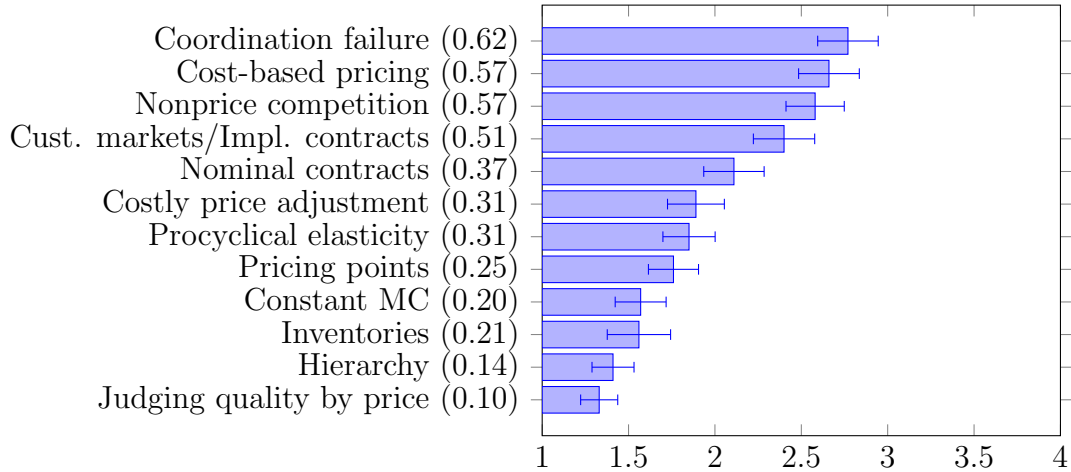 Coordination failure (0.62)
Cost-based pricing (0.57)
Nonprice competition (0.57)
Cust. markets/Impl. contracts (0.51)
Nominal contracts (0.37)
Costly price adjustment (0.31)
Procyclical elasticity (0.31)
Pricing points (0.25)
Constant MC (0.20)
Inventories (0.21)
Hierarchy (0.14)
Judging quality by price (0.10)
1 1.5 2 2.5 3 3.5 4